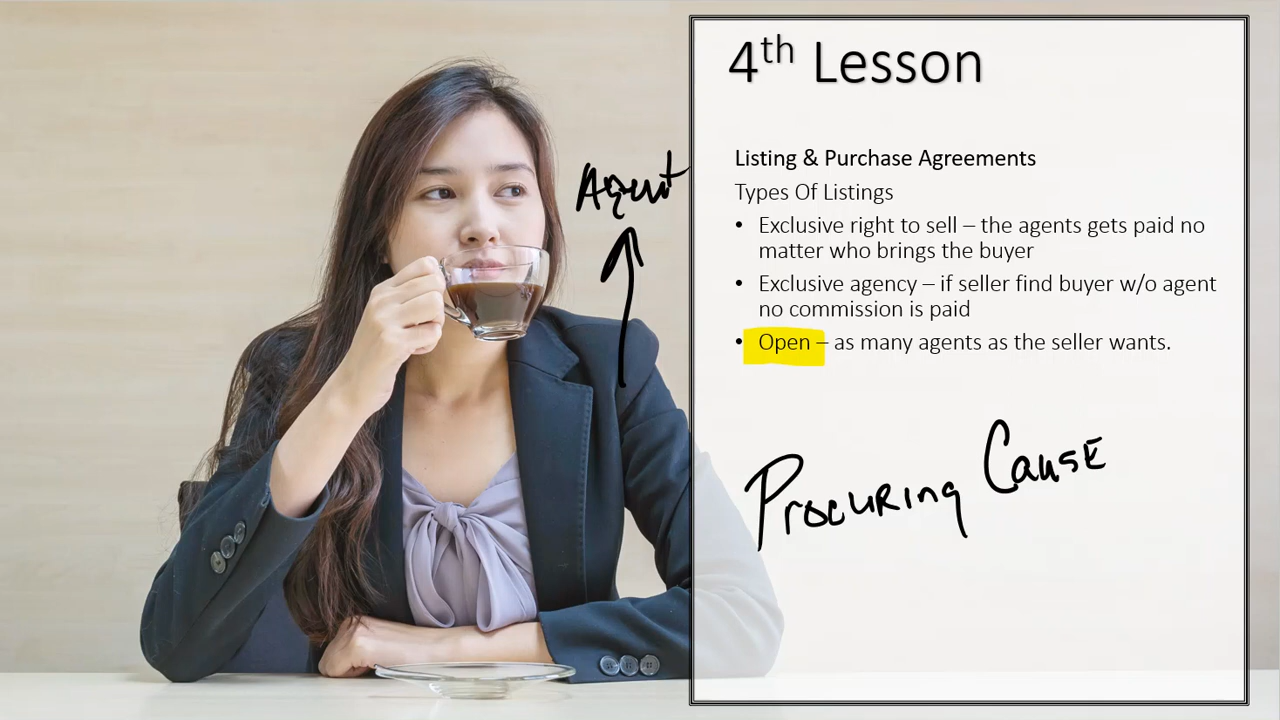 4th Lesson
Listing & Purchase Agreements
Types Of Listings
• Exclusive right to sell – the agents gets paid no
matter who brings the buyer
• Exclusive agency – if seller find buyer w/o agent
no commission is paid
• Open – as many agents as the seller wants.
Agent
Procuring Cause